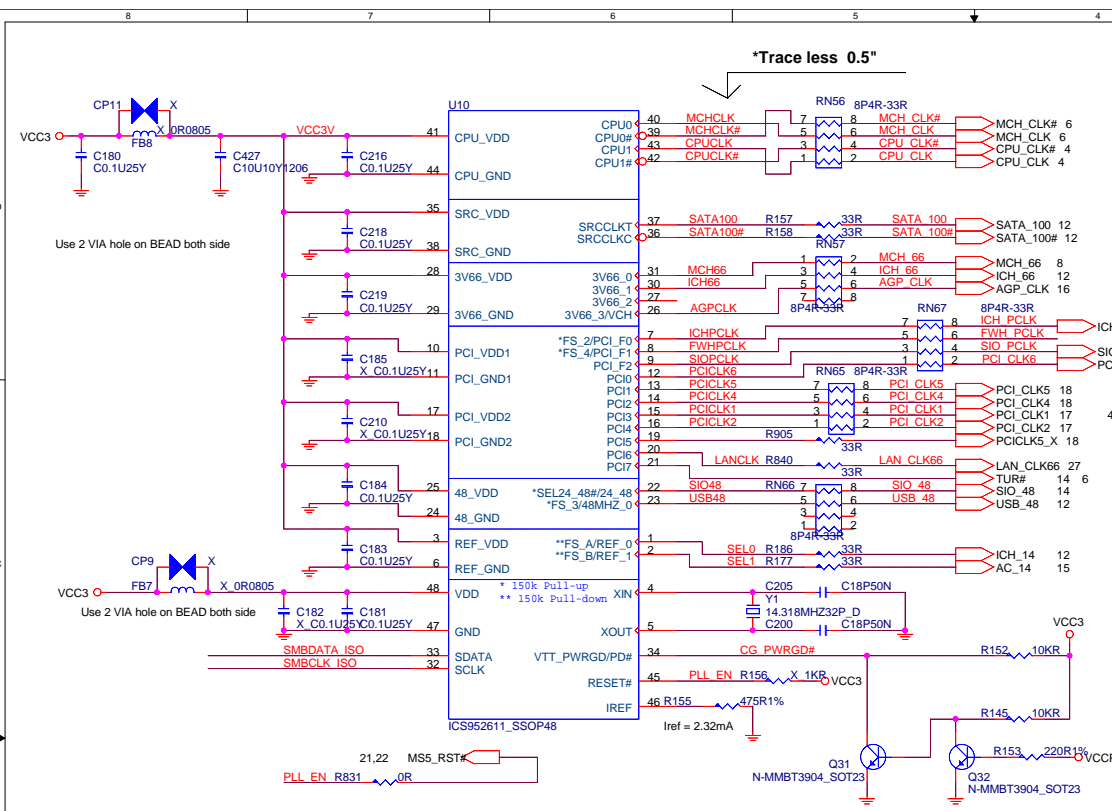 8 7 6 5 4
*Trace less 0.5"
CP11 X
VCC3 X_0R0805 VCC3V
FB8
C180
C0.1U25Y
C427
C10U10Y1206
C216
C0.1U25Y
Use 2 VIA hole on BEAD both side
C218
C0.1U25Y
C219
C0.1U25Y
C185
X_C0.1U25Y
C210
X_C0.1U25Y
C184
C0.1U25Y
C183
C0.1U25Y
CP9 X
VCC3 FB7 X_0R0805
Use 2 VIA hole on BEAD both side
C182
X_C0.1U25Y
C181
C0.1U25Y
SMBDATA_ISO
SMBCLK_ISO
U10
41 CPU_VDD
44 CPU_GND
35 SRC_VDD
38 SRC_GND
28 3V66_VDD
29 3V66_GND
10 PCI_VDD1
11 PCI_GND1
17 PCI_VDD2
18 PCI_GND2
25 48_VDD
24 48_GND
3 REF_VDD
6 REF_GND
48 VDD
47 GND
33 SDATA
32 SCLK
* 150k Pull-up
** 150k Pull-down
CPU0 40 MCHCLK
CPU0# 39 MCHCLK#
CPU1 43 CPUCLK
CPU1# 42 CPUCLK#
RN56 8P4R-33R
7 8 MCH_CLK# MCH_CLK# 6
5 6 MCH_CLK MCH_CLK 6
3 4 CPU_CLK# CPU_CLK# 4
1 2 CPU_CLK CPU_CLK 4
SRCCLKT 37 SATA100 R157 33R SATA_100 SATA_100 12
SRCCLKC 36 SATA100# R158 33R SATA_100# SATA_100# 12
RN57
3V66_0 31 MCH66 1 2 MCH_66 MCH_66 8
3V66_1 30 ICH66 3 4 ICH_66 ICH_66 12
3V66_2 27 5 6 AGP_CLK AGP_CLK 16
3V66_3/VCH 26 AGPCLK 7 8
8P4R-33R
RN67 8P4R-33R
*FS_2/PCI_F0 7 ICHPCLK 7 8 ICH_PCLK ICH
*FS_4/PCI_F1 8 FWHPCLK 5 6 FWH_PCLK
PCI_F2 9 SIOPCLK 3 4 SIO_PCLK SIO
PCI0 12 PCICLK6 1 2 PCI_CLK6 PC
RN65 8P4R-33R
PCI1 13 PCICLK5 7 8 PCI_CLK5 PCI_CLK5 18
PCI2 14 PCICLK4 5 6 PCI_CLK4 PCI_CLK4 18
PCI3 15 PCICLK1 3 4 PCI_CLK1 PCI_CLK1 17
PCI4 16 PCICLK2 1 2 PCI_CLK2 PCI_CLK2 17
PCI5 19 R905 33R PCICLK5_X 18
PCI6 20 LANCLK R840 33R LAN_CLK66 LAN_CLK66 27
PCI7 21 TUR# 14 6
*SEL24_48#/24_48 22 SIO48 RN66 7 8 SIO_48 SIO_48 14
*FS_3/48MHZ_0 23 USB48 5 6 USB_48 USB_48 12
3 4
1 2
8P4R-33R
**FS_A/REF_0 1 SEL0 R186 33R ICH_14 12
**FS_B/REF_1 2 SEL1 R177 33R AC_14 15
XIN 4 C205 C18P50N
Y1
14.318MHZ32P_D
XOUT 5 C200 C18P50N
VTT_PWRGD/PD# 34 CG_PWRGD#
RESET# 45 PLL_EN R156 X_1KR VCC3
IREF 46 R155 475R1%
ICS952611_SSOP48
Iref = 2.32mA
VCC3
R152 10KR
R145 10KR
R153 220R1% VCCP
Q31
N-MMBT3904_SOT23
Q32
N-MMBT3904_SOT23
21,22 MS5_RST#
PLL_EN R831 0R